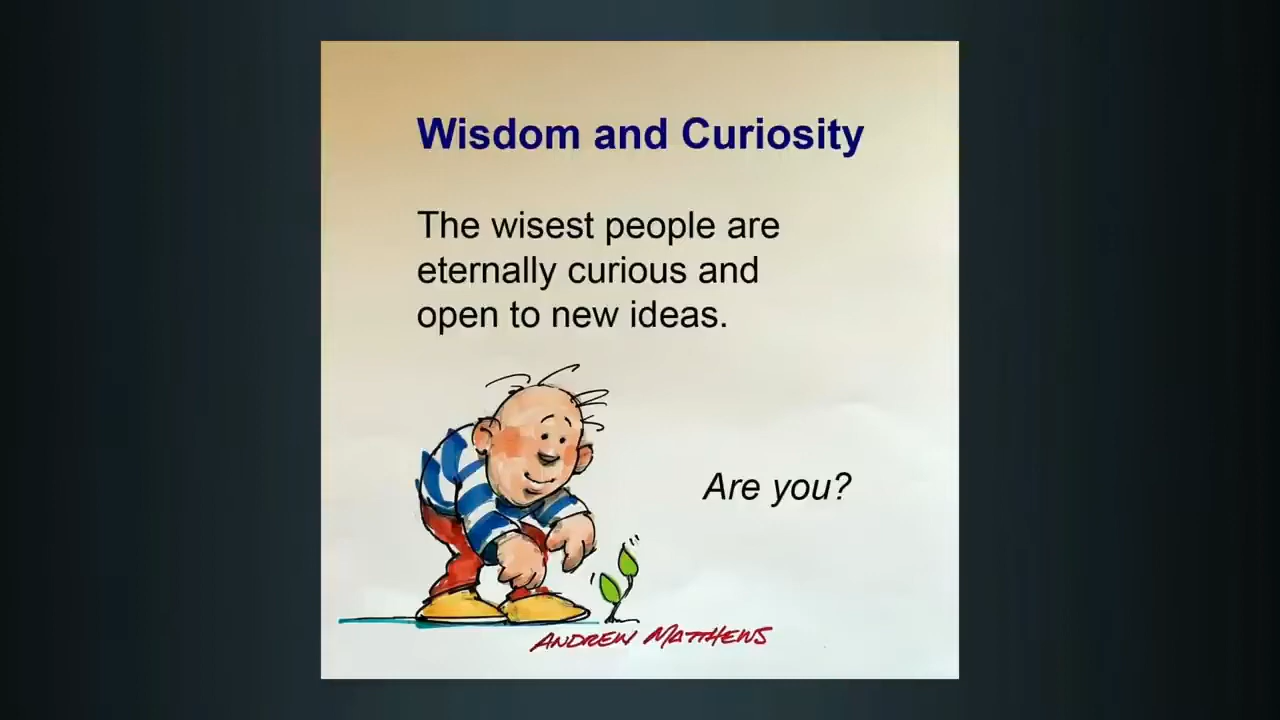 Wisdom and Curiosity
The wisest people are
eternally curious and
open to new ideas.
Are you?
ANDREW MATTHEWS